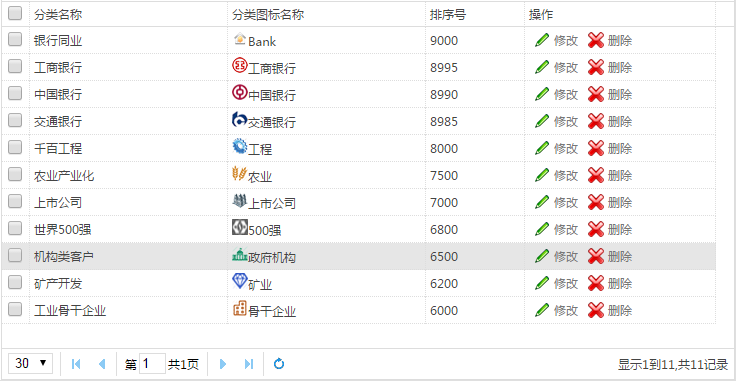 分类名称 分类图标名称 排序号 操作
银行同业 Bank 9000 修改 删除
工商银行 工商银行 8995 修改 删除
中国银行 中国银行 8990 修改 删除
交通银行 交通银行 8985 修改 删除
千百工程 工程 8000 修改 删除
农业产业化 农业 7500 修改 删除
上市公司 上市公司 7000 修改 删除
世界500强 500强 6800 修改 删除
机构类客户 政府机构 6500 修改 删除
矿产开发 矿业 6200 修改 删除
工业骨干企业 骨干企业 6000 修改 删除
30 第 1 共1页 显示1到11,共11记录